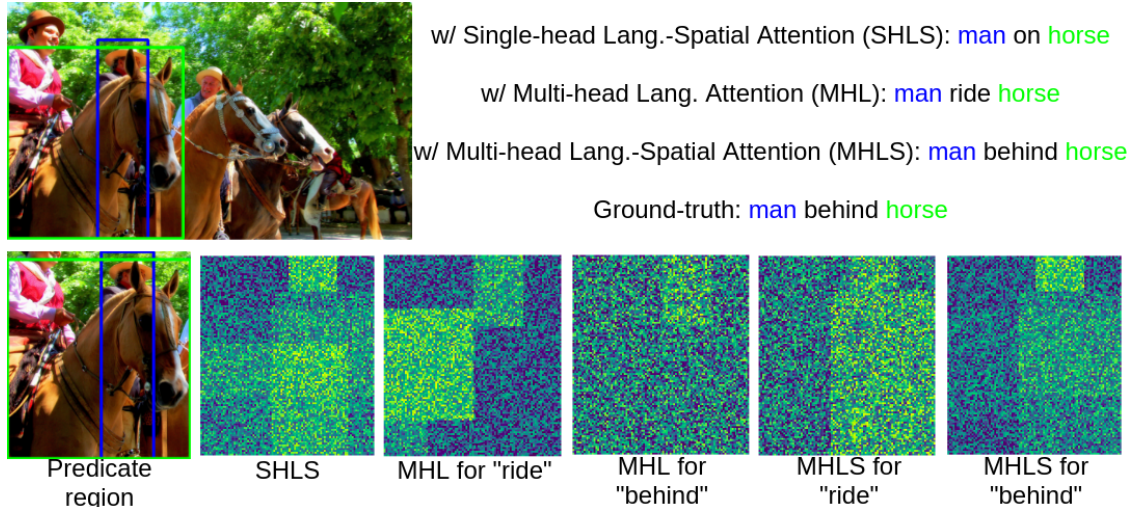 w/ Single-head Lang.-Spatial Attention (SHLS): man on horse
w/ Multi-head Lang. Attention (MHL): man ride horse
w/ Multi-head Lang.-Spatial Attention (MHLS): man behind horse
Ground-truth: man behind horse
Predicate
region
SHLS
MHL for "ride"
MHL for
"behind"
MHLS for
"ride"
MHLS for
"behind"